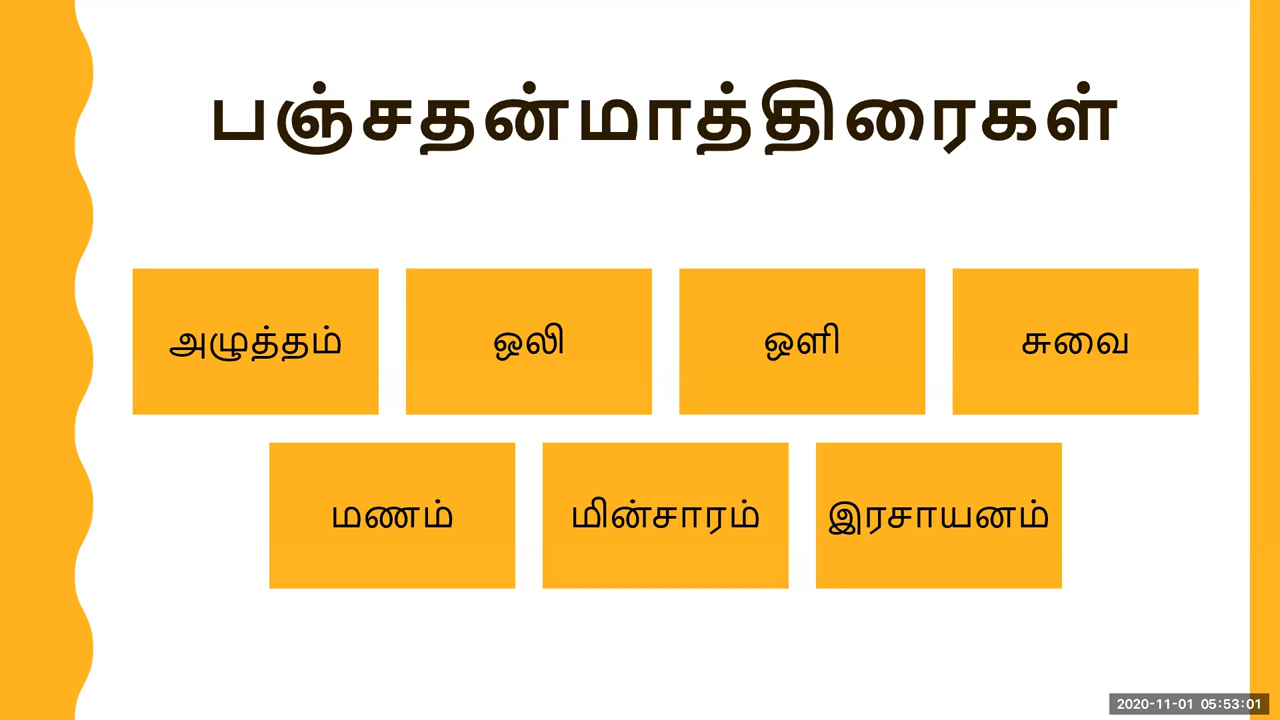 பஞ்சதன்மாத்திரைகள்
அழுத்தம்
ஒலி
ஒளி
சுவை
மணம்
மின்சாரம்
இரசாயனம்
2020-11-01 05:53:01